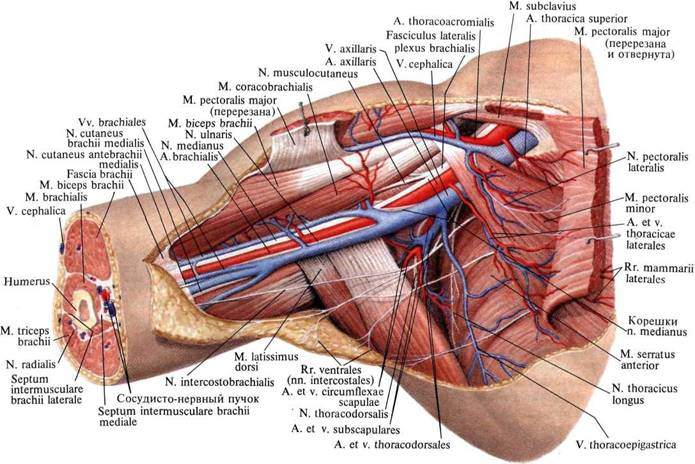 M. subclavius
A. thoracoacromialis
A. thoracica superior
Fasciculus lateralis
plexus brachialis
M. pectoralis major
(перерезана
и отвернута)
V. axillaris
A. axillaris
V. cephalica
N. musculocutaneus
M. coracobrachialis
M. pectoralis major
(перерезана)
Vv. brachiales
M. biceps brachii
N. cutaneus
brachii medialis
N. ulnaris
N. medianus
A. brachialis
N. cutaneus antebrachii
medialis
Fascia brachii
M. biceps brachii
M. brachialis
V. cephalica
N. pectoralis
lateralis
M. pectoralis
minor
A. et v.
thoracicae
laterales
Rr. mammarii
laterales
Корешки
n. medianus
M. serratus
anterior
N. thoracicus
longus
V. thoracoepigastrica
Humerus
M. triceps
brachii
N. radialis
Septum
intermusculare
brachii laterale
Сосудисто-нервный пучок
Septum intermusculare brachii
mediale
N. intercostobrachialis
M. latissimus
dorsi
Rr. ventrales
(nn. intercostales)
A. et v. circumflexae
scapulae
N. thoracodorsalis
A. et v. subscapulares
A. et v. thoracodorsales